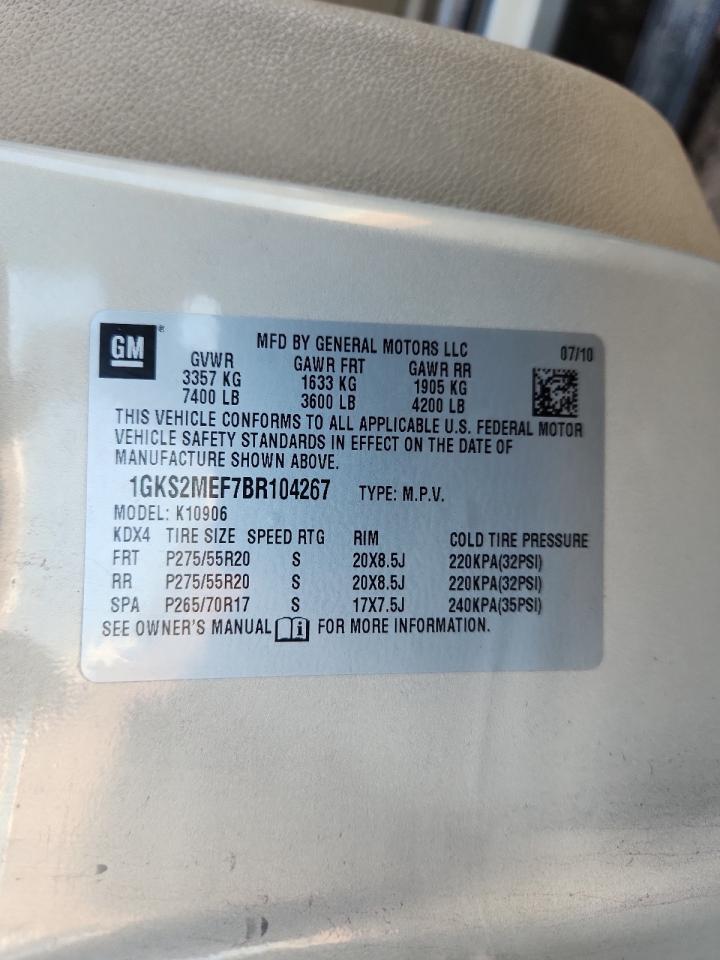 GM ®
MFD BY GENERAL MOTORS LLC 07/10
GVWR GAWR FRT GAWR RR
3357 KG 1633 KG 1905 KG
7400 LB 3600 LB 4200 LB
THIS VEHICLE CONFORMS TO ALL APPLICABLE U.S. FEDERAL MOTOR
VEHICLE SAFETY STANDARDS IN EFFECT ON THE DATE OF
MANUFACTURE SHOWN ABOVE.
1GKS2MEF7BR104267 TYPE: M.P.V.
MODEL: K10906
KDX4 TIRE SIZE SPEED RTG RIM COLD TIRE PRESSURE
FRT P275/55R20 S 20X8.5J 220KPA(32PSI)
RR P275/55R20 S 20X8.5J 220KPA(32PSI)
SPA P265/70R17 S 17X7.5J 240KPA(35PSI)
SEE OWNER'S MANUAL i FOR MORE INFORMATION.